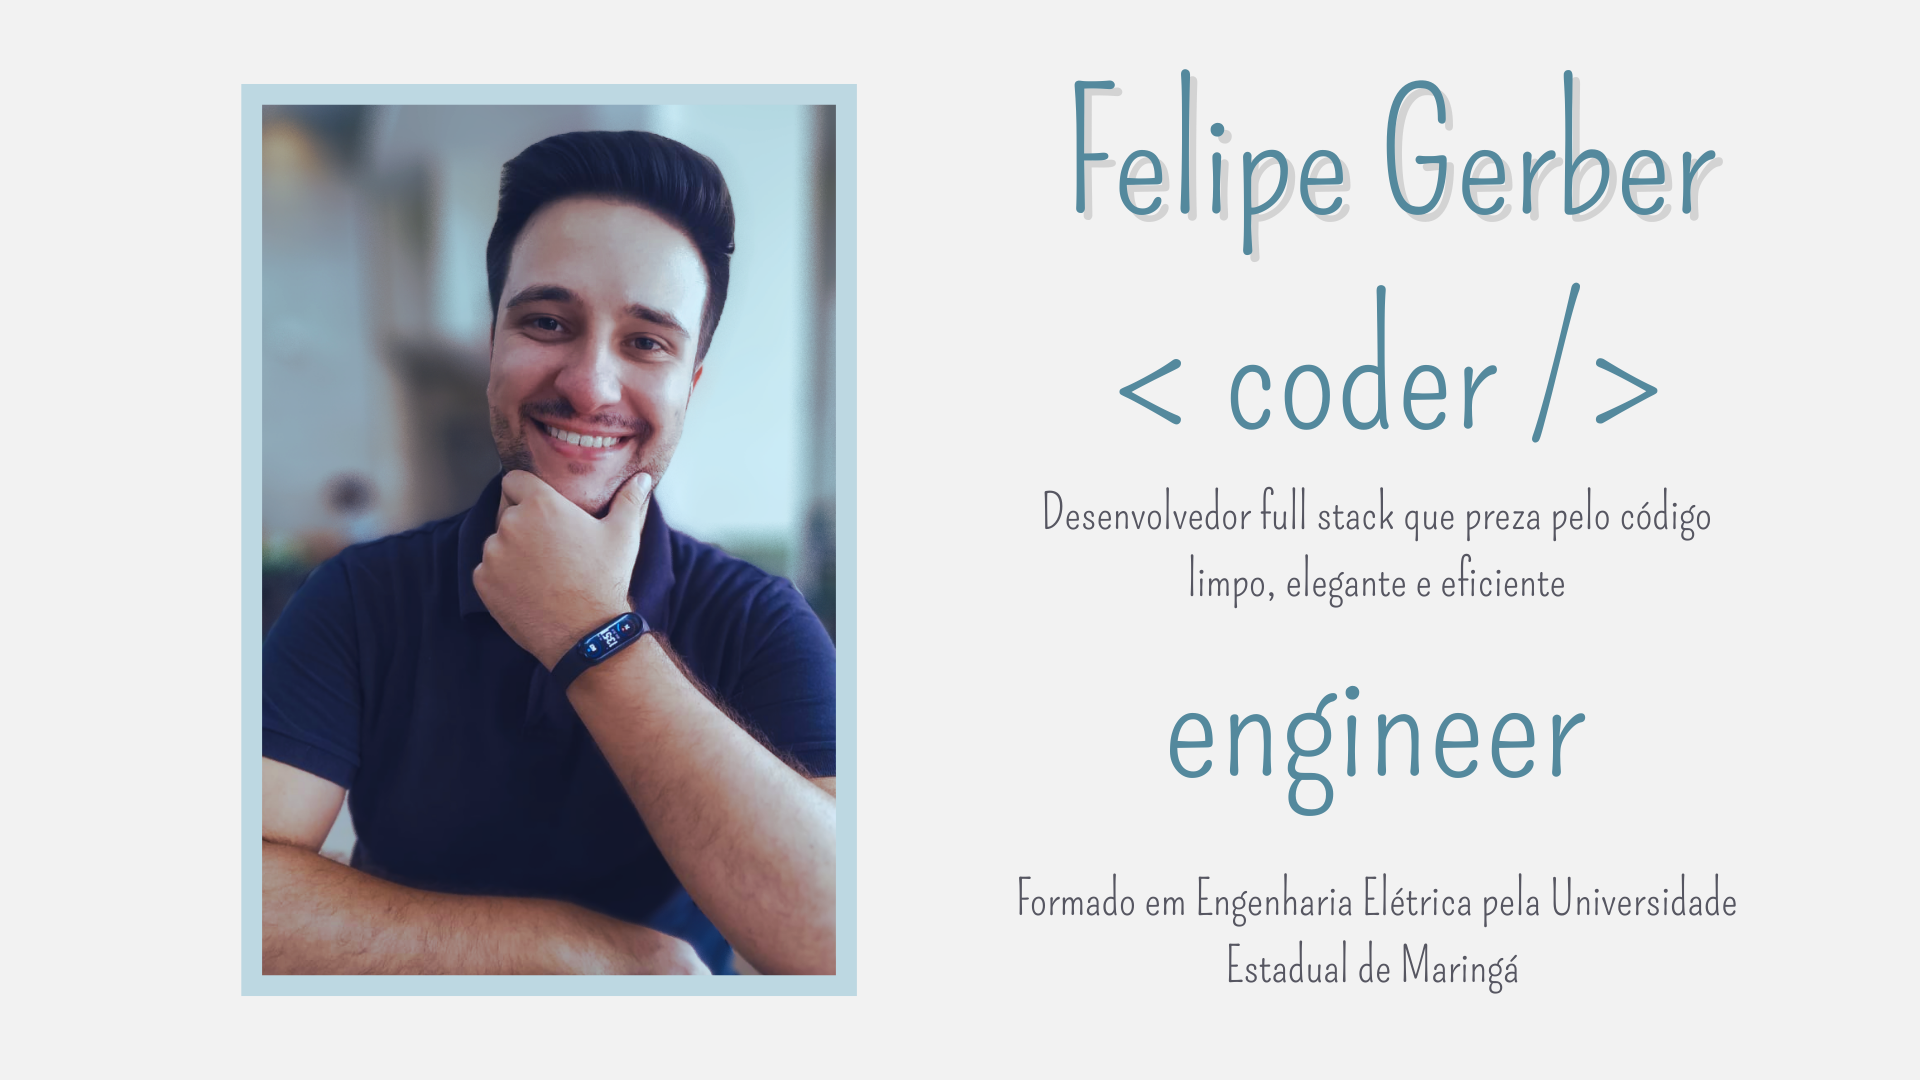 Felipe Gerber
< coder />
Desenvolvedor full stack que preza pelo código
limpo, elegante e eficiente
engineer
Formado em Engenharia Elétrica pela Universidade
Estadual de Maringá